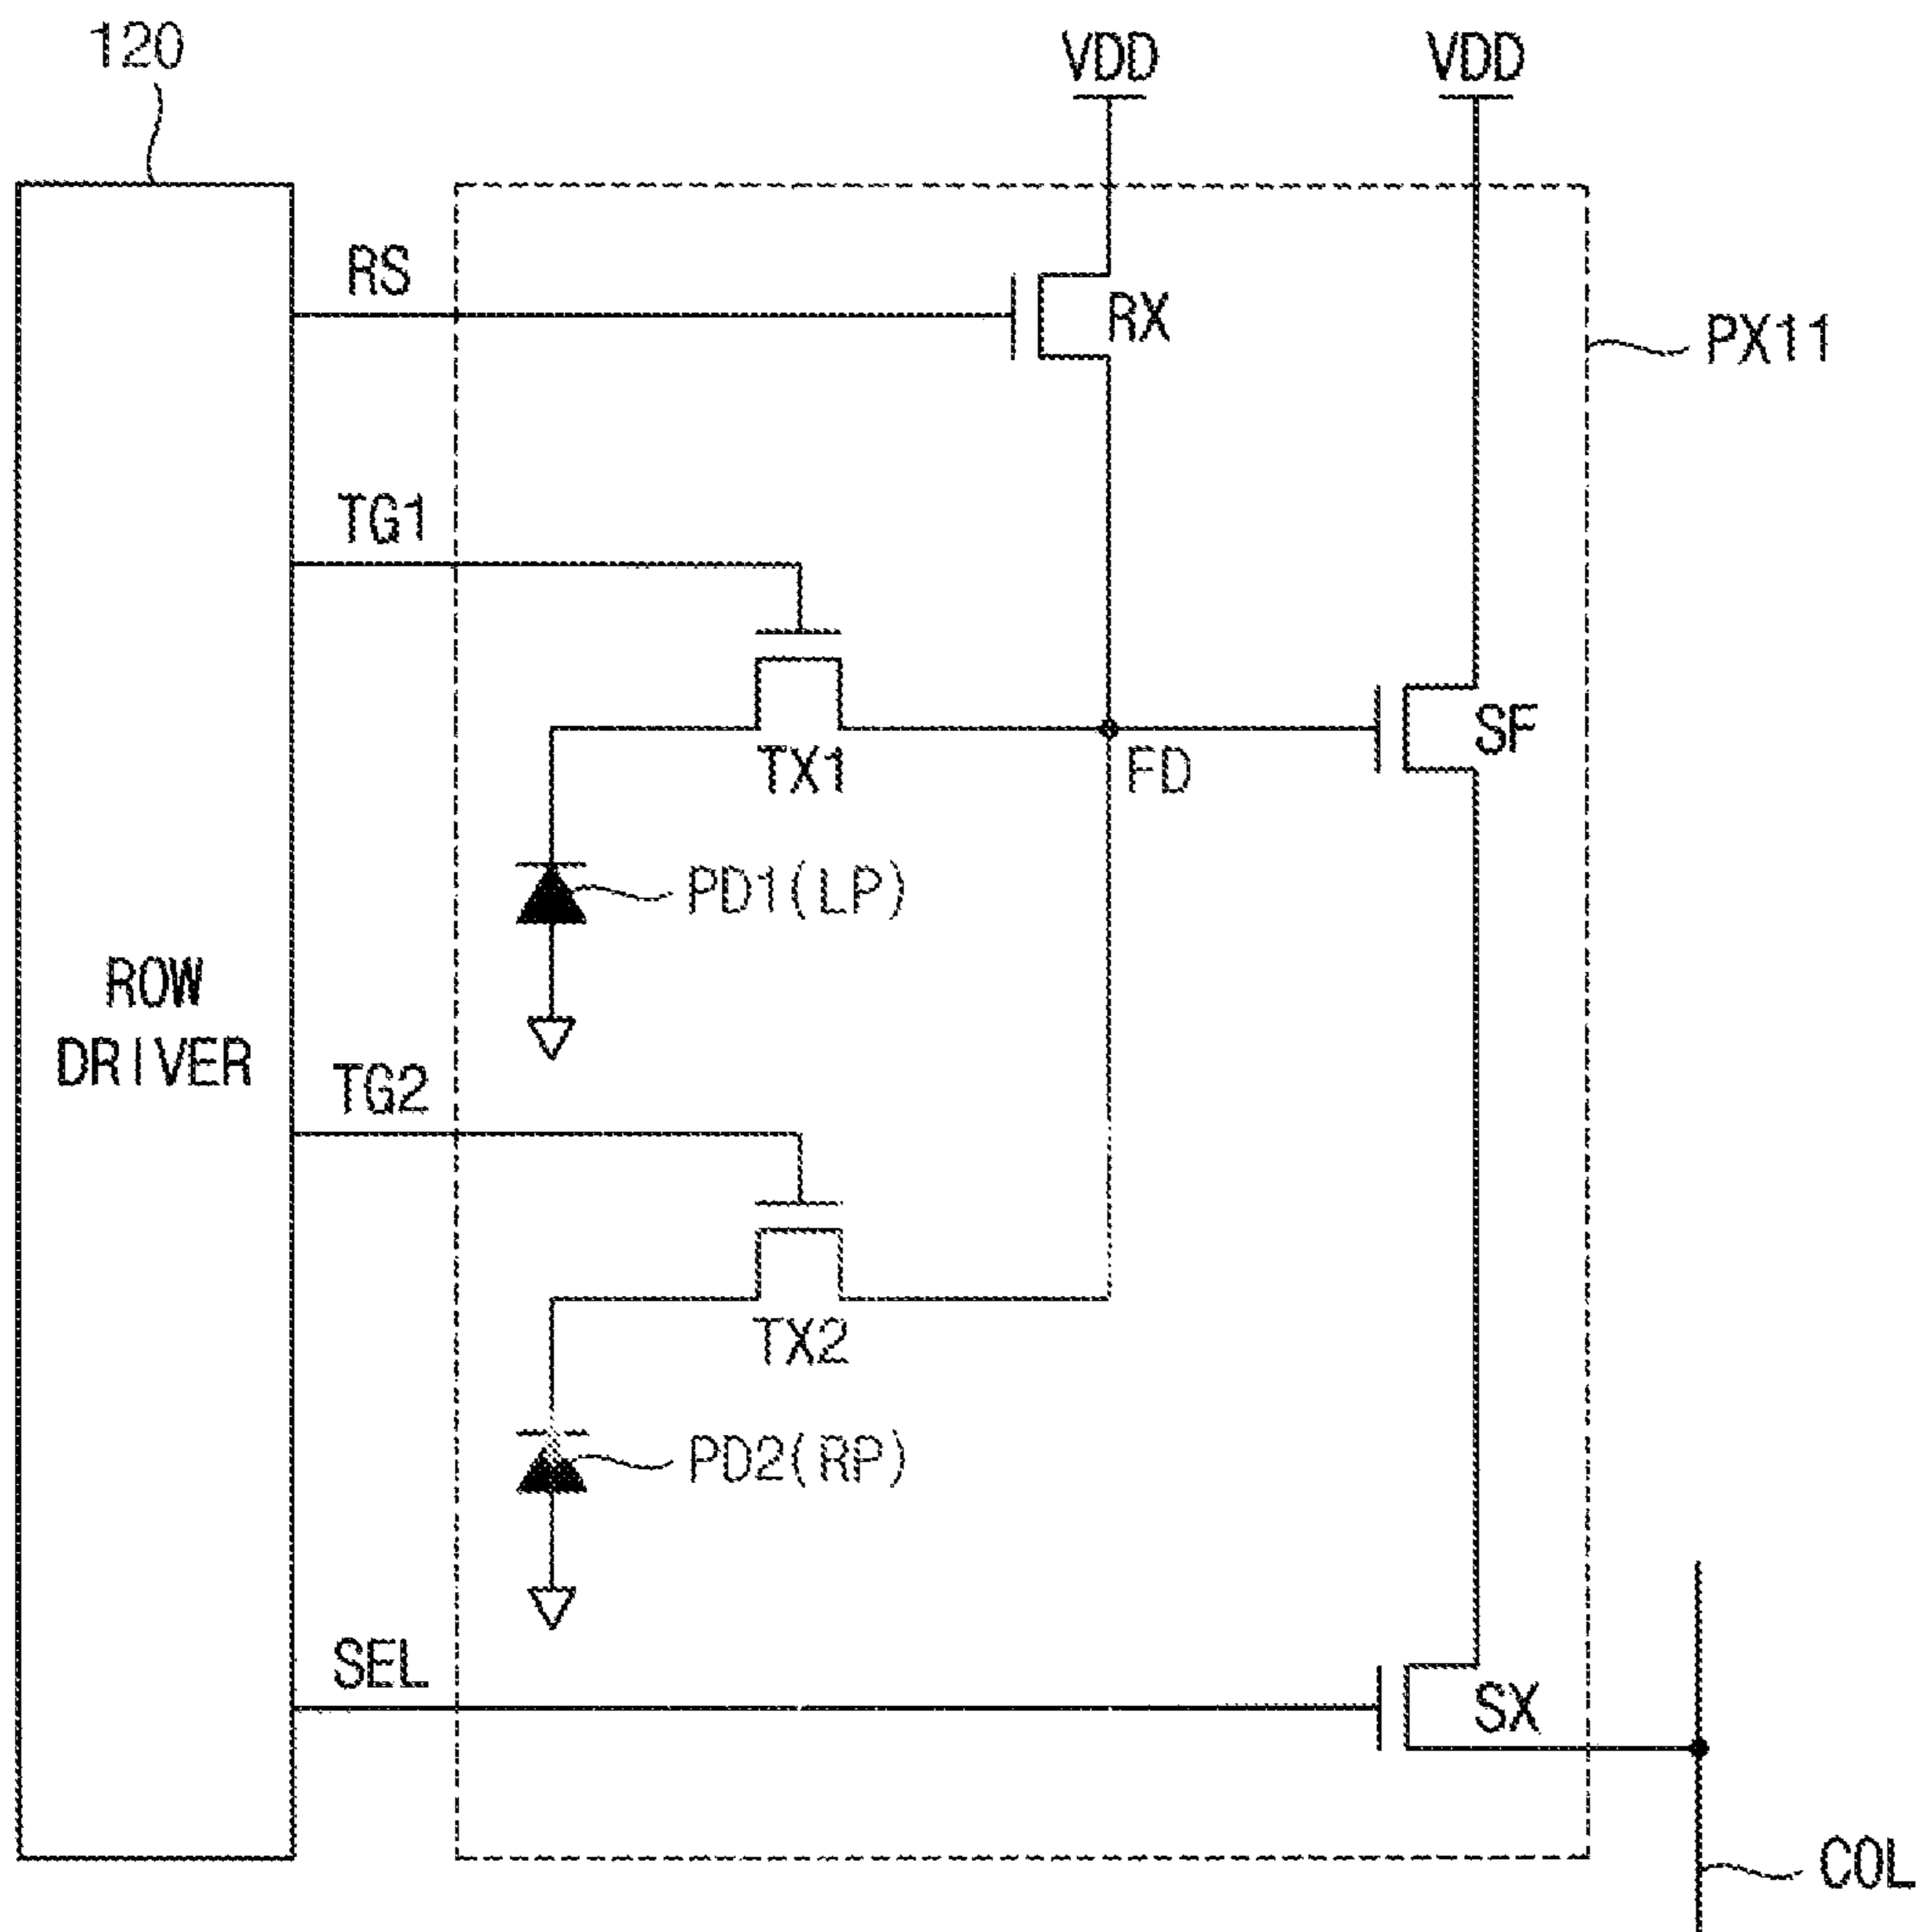 120
VDD
VDD
RS
RX
PX11
TG1
TX1
FD
SF
PD1(LP)
ROW
DRIVER
TG2
TX2
PD2(RP)
SEL
SX
COL